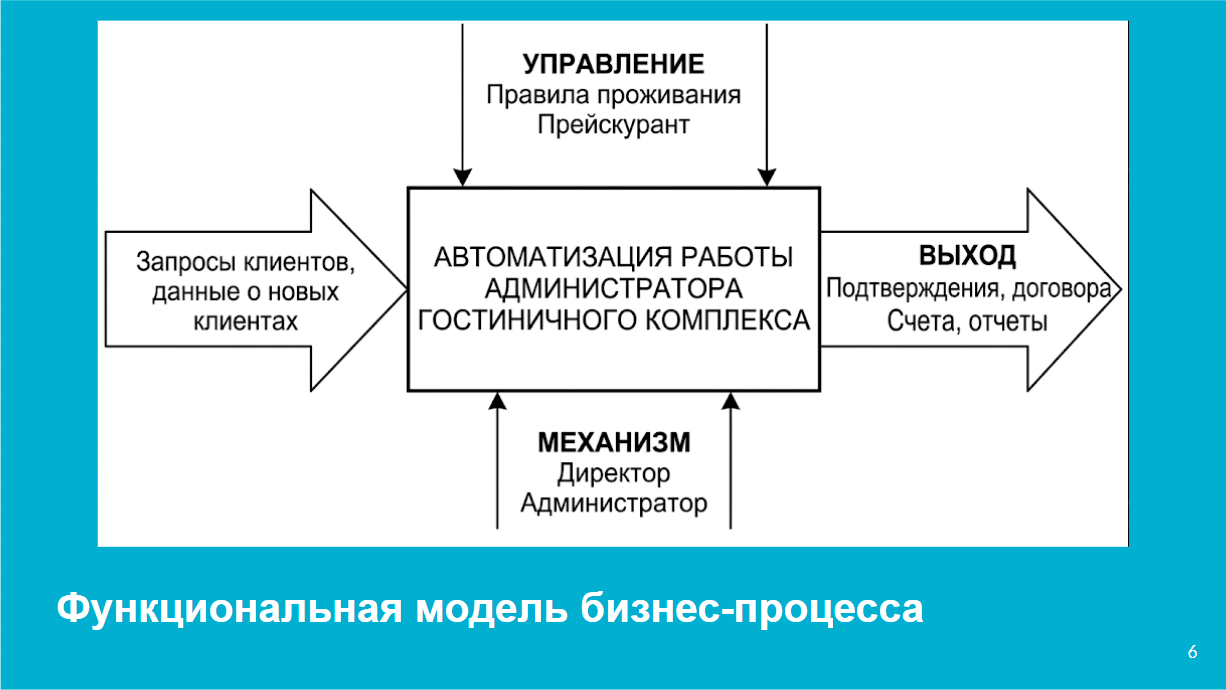 УПРАВЛЕНИЕ
Правила проживания
Прейскурант
Запросы клиентов,
данные о новых
клиентах
АВТОМАТИЗАЦИЯ РАБОТЫ
АДМИНИСТРАТОРА
ГОСТИНИЧНОГО КОМПЛЕКСА
ВЫХОД
Подтверждения, договора
Счета, отчеты
МЕХАНИЗМ
Директор
Администратор
Функциональная модель бизнес-процесса
6